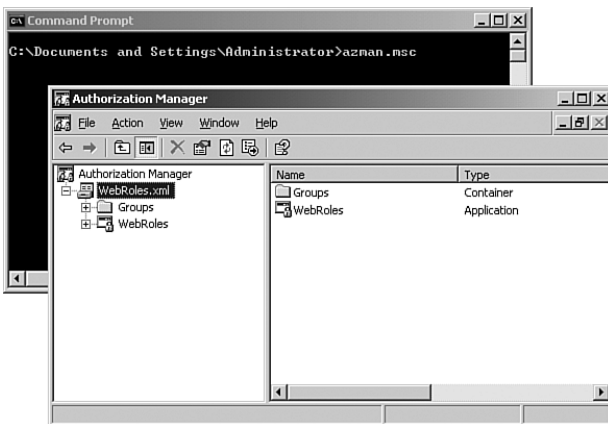 Command Prompt
C:\Documents and Settings\Administrator>azman.msc
Authorization Manager
File Action View Window Help
Authorization Manager
WebRoles.xml
Groups
WebRoles
Name Type
Groups Container
WebRoles Application